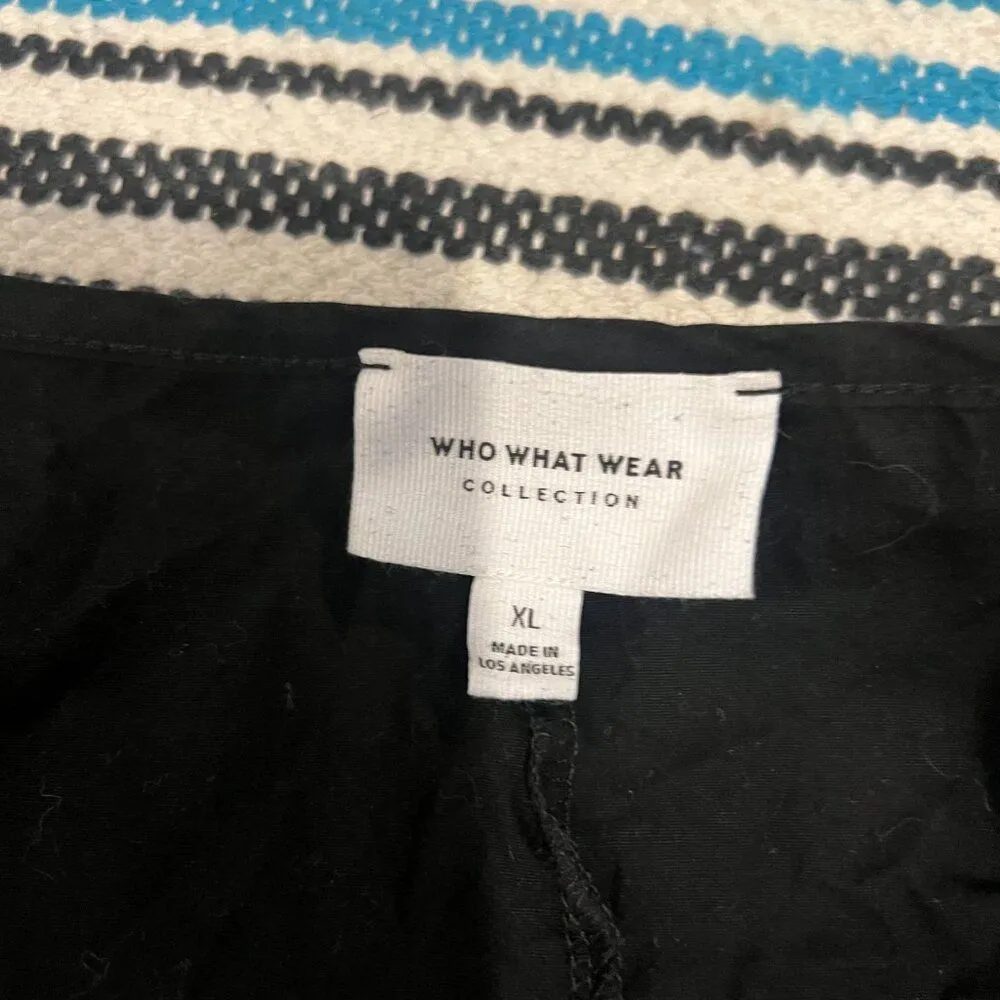 WHO WHAT WEAR
COLLECTION
XL
MADE IN
LOS ANGELES